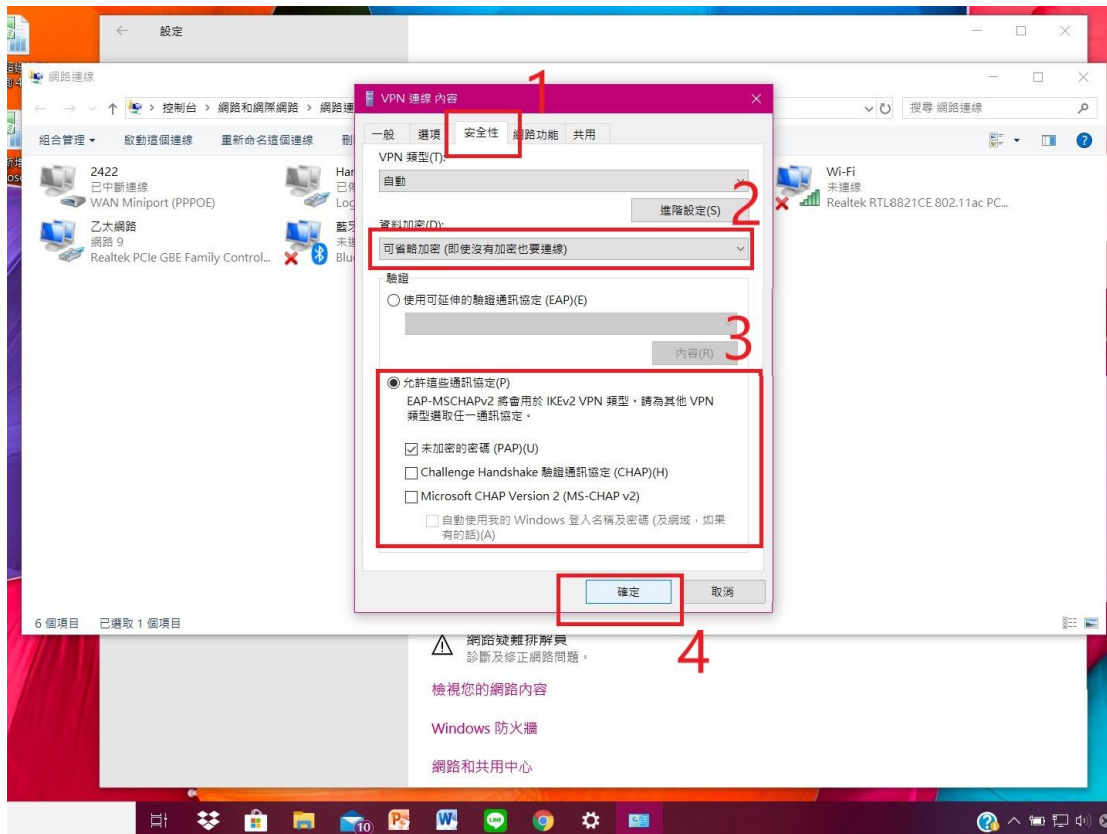 設定
網路連線
控制台 > 網路和網際網路 >
搜尋 網路連線
組合管理
啟動這個連線
重新命名這個連線
2422
已中斷連線
WAN Miniport (PPPOE)
乙太網路
網路 9
Realtek PCIe GBE Family Control...
Wi-Fi
未連線
Realtek RTL8821CE 802.11ac PC...
1
VPN 連線 內容
一般
選項
安全性
網路功能
共用
VPN 類型(T):
自動
進階設定(S)
2
資料加密(D):
可省略加密 (即使沒有加密也要連線)
驗證
使用可延伸的驗證通訊協定 (EAP)(E)
內容(R)
3
允許這些通訊協定(P)
EAP-MSCHAPv2 將會用於 IKEv2 VPN 類型。請為其他 VPN
類型選取任一通訊協定。
未加密的密碼 (PAP)(U)
Challenge Handshake 驗證通訊協定 (CHAP)(H)
Microsoft CHAP Version 2 (MS-CHAP v2)
自動使用我的 Windows 登入名稱及密碼 (及網域，如果
有的話)(A)
確定
取消
4
6 個項目
已選取 1 個項目
網路疑難排解員
診斷及修正網路問題。
檢視您的網路內容
Windows 防火牆
網路和共用中心
10
LINE